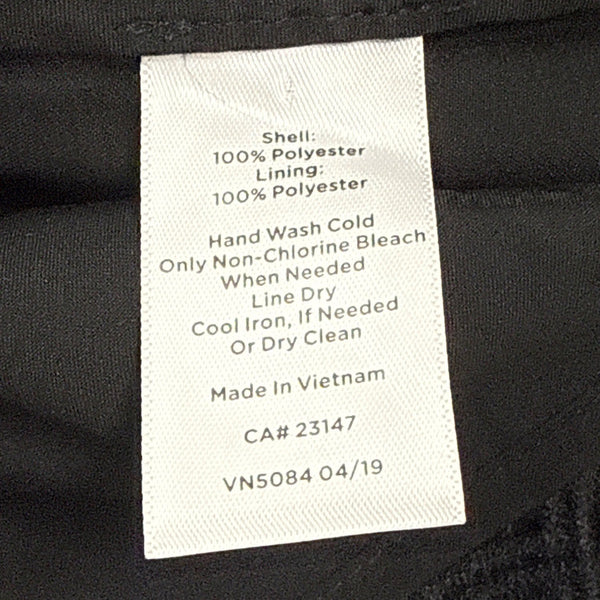 Shell:
100% Polyester
Lining:
100% Polyester
Hand Wash Cold
Only Non-Chlorine Bleach
When Needed
Line Dry
Cool Iron, If Needed
Or Dry Clean
Made In Vietnam
CA# 23147
VN5084 04/19